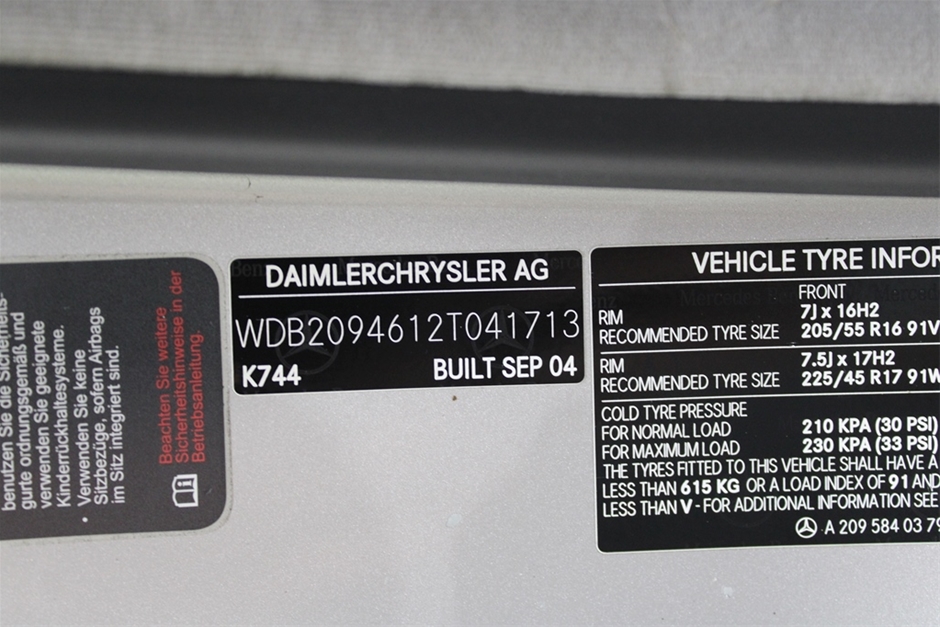 benutzen Sie die Sicherheits-
gurte ordnungsgemäß und
verwenden Sie geeignete
Kinderrückhaltesysteme.
• Verwenden Sie keine
Sitzbezüge, sofern Airbags
im Sitz integriert sind.
Beachten Sie weitere
Sicherheitshinweise in der
Betriebsanleitung.
DAIMLERCHRYSLER AG
WDB2094612T041713
K744 BUILT SEP 04
VEHICLE TYRE INFOR
FRONT
RIM 7J x 16H2
RECOMMENDED TYRE SIZE 205/55 R16 91V
RIM 7.5J x 17H2
RECOMMENDED TYRE SIZE 225/45 R17 91W
COLD TYRE PRESSURE
FOR NORMAL LOAD 210 KPA (30 PSI)
FOR MAXIMUM LOAD 230 KPA (33 PSI)
THE TYRES FITTED TO THIS VEHICLE SHALL HAVE A
LESS THAN 615 KG OR A LOAD INDEX OF 91 AND
LESS THAN V - FOR ADDITIONAL INFORMATION SEE
A 209 584 03 79